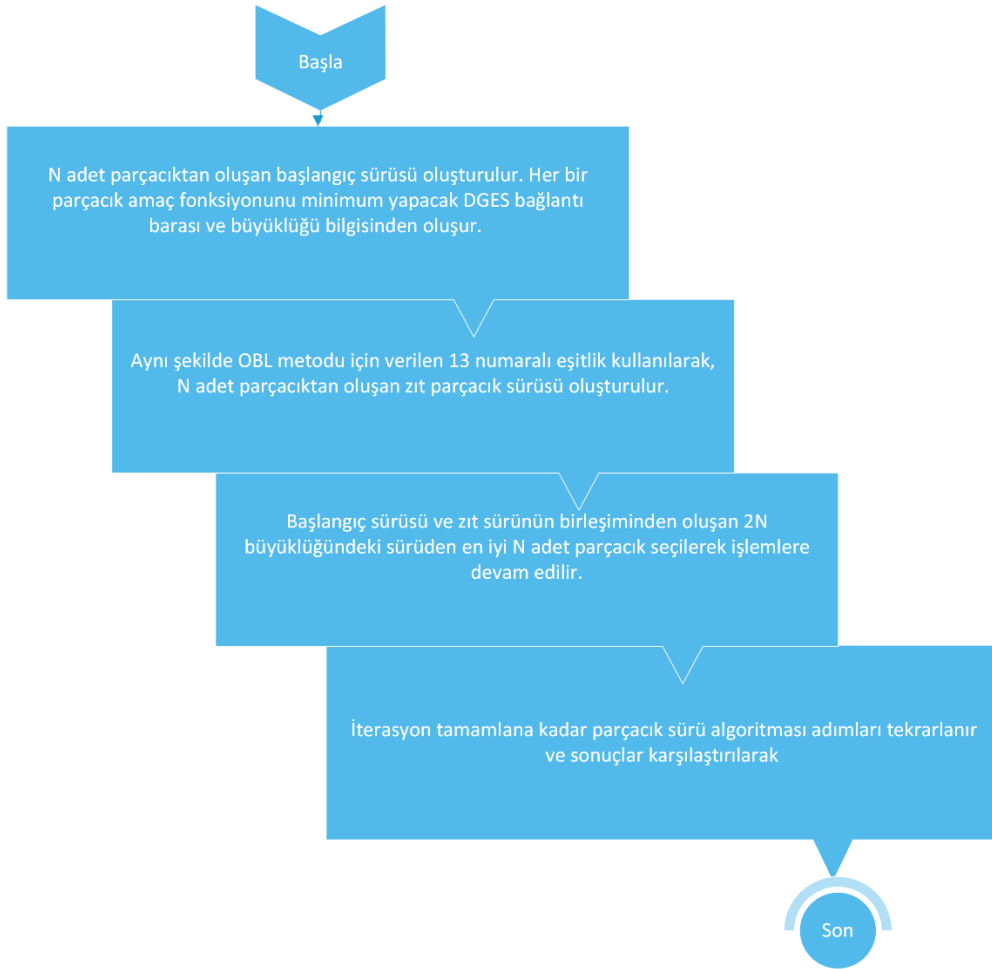 Başla
N adet parçacıktan oluşan başlangıç sürüsü oluşturulur. Her bir
parçacık amaç fonksiyonunu minimum yapacak DGES bağlantı
barası ve büyüklüğü bilgisinden oluşur.
Aynı şekilde OBL metodu için verilen 13 numaralı eşitlik kullanılarak,
N adet parçacıktan oluşan zıt parçacık sürüsü oluşturulur.
Başlangıç sürüsü ve zıt sürünün birleşiminden oluşan 2N
büyüklüğündeki sürüden en iyi N adet parçacık seçilerek işlemlere
devam edilir.
İterasyon tamamlana kadar parçacık sürü algoritması adımları tekrarlanır
ve sonuçlar karşılaştırılarak
Son